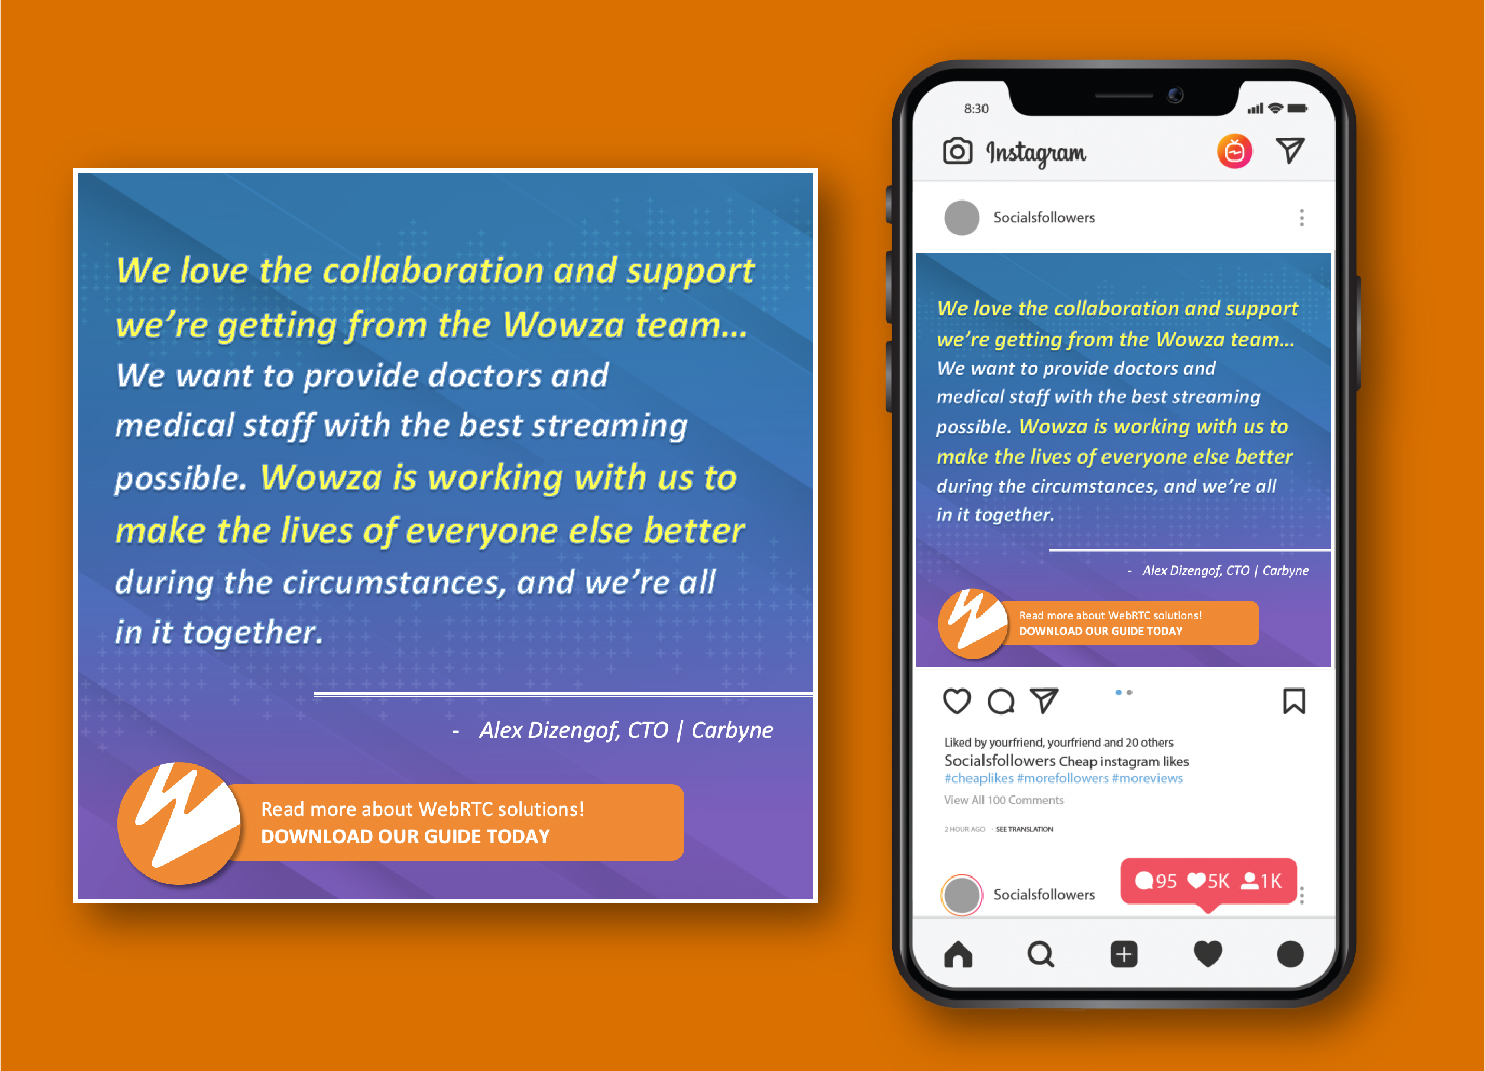 We love the collaboration and support
we're getting from the Wowza team...
We want to provide doctors and
medical staff with the best streaming
possible. Wowza is working with us to
make the lives of everyone else better
during the circumstances, and we're all
in it together.
- Alex Dizengof, CTO | Carbyne
Read more about WebRTC solutions!
DOWNLOAD OUR GUIDE TODAY
8:30
Instagram
Socialsfollowers
We love the collaboration and support
we're getting from the Wowza team...
We want to provide doctors and
medical staff with the best streaming
possible. Wowza is working with us to
make the lives of everyone else better
during the circumstances, and we're all
in it together.
- Alex Dizengof, CTO | Carbyne
Read more about WebRTC solutions!
DOWNLOAD OUR GUIDE TODAY
Liked by yourfriend, yourfriend and 20 others
Socialsfollowers Cheap instagram likes
#cheaplikes #morefollowers #moreviews
View All 100 Comments
2 HOUR AGO · SEE TRANSLATION
95 5K 1K
Socialsfollowers